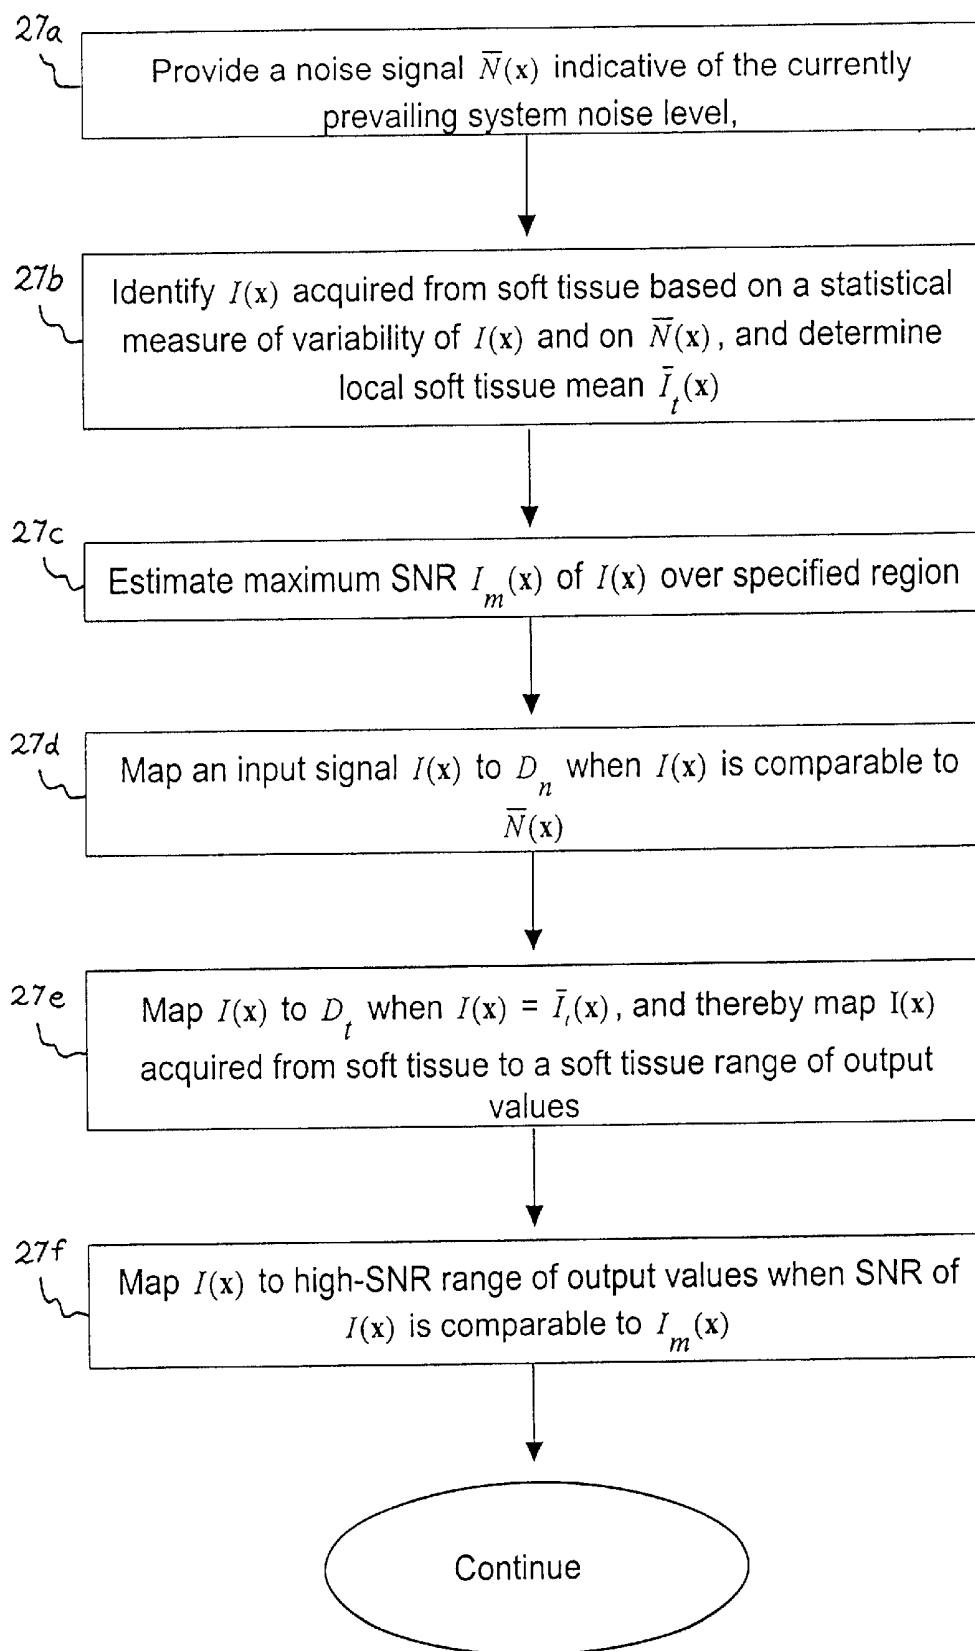 27a
Provide a noise signal N̅(x) indicative of the currently
prevailing system noise level,
27b
Identify I(x) acquired from soft tissue based on a statistical
measure of variability of I(x) and on N̅(x), and determine
local soft tissue mean I̅_t(x)
27c
Estimate maximum SNR I_m(x) of I(x) over specified region
27d
Map an input signal I(x) to D_n when I(x) is comparable to
N̅(x)
27e
Map I(x) to D_t when I(x) = I̅_t(x), and thereby map I(x)
acquired from soft tissue to a soft tissue range of output
values
27f
Map I(x) to high-SNR range of output values when SNR of
I(x) is comparable to I_m(x)
Continue